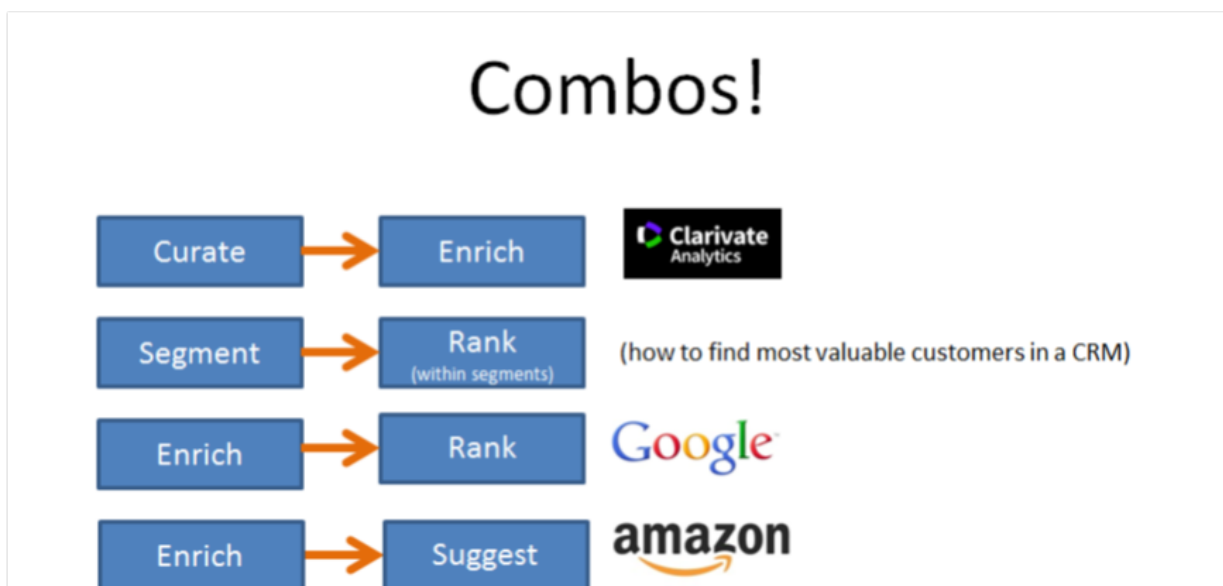 Combos!
Curate
Enrich
Clarivate
Analytics
Segment
Rank
(within segments)
(how to find most valuable customers in a CRM)
Enrich
Rank
Google
Enrich
Suggest
amazon